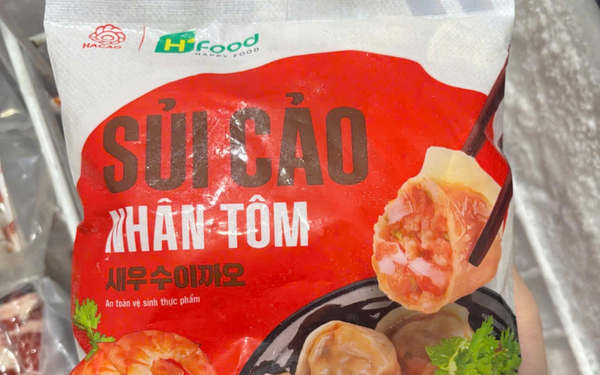 HACAO
H Food
HAPPY FOOD
SỦI CẢO
NHÂN TÔM
새우 수이까오
An toàn vệ sinh thực phẩm